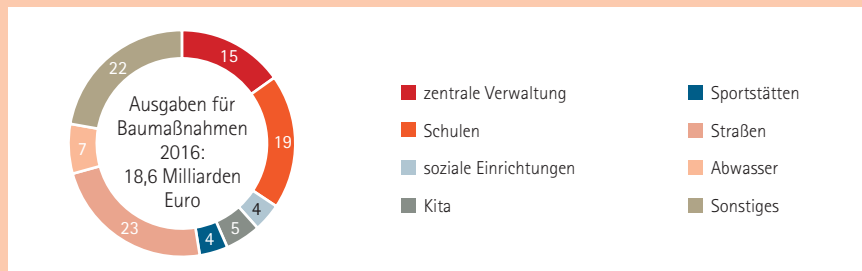 15
19
4
5
4
23
7
22
Ausgaben für
Baumaßnahmen
2016:
18,6 Milliarden
Euro
zentrale Verwaltung
Schulen
soziale Einrichtungen
Kita
Sportstätten
Straßen
Abwasser
Sonstiges